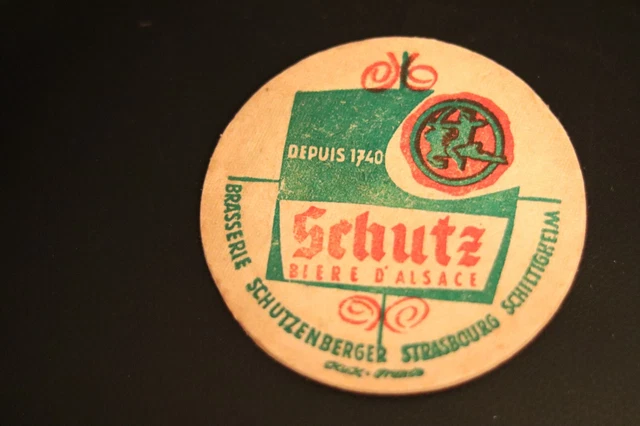 DEPUIS 1740
Schutz
BIERE D'ALSACE
BRASSERIE SCHUTZENBERGER STRASBOURG SCHILTIGHEIM